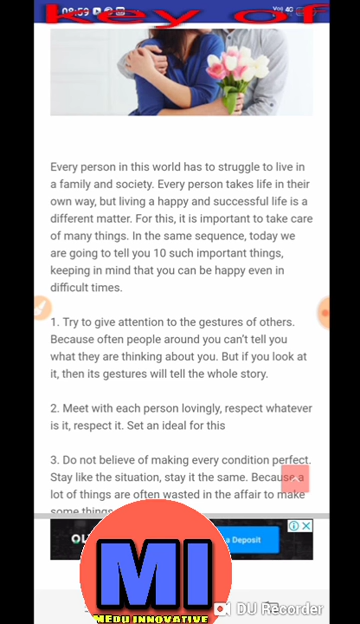 key of
08:59
4G
Every person in this world has to struggle to live in
a family and society. Every person takes life in their
own way, but living a happy and successful life is a
different matter. For this, it is important to take care
of many things. In the same sequence, today we
are going to tell you 10 such important things,
keeping in mind that you can be happy even in
difficult times.
1. Try to give attention to the gestures of others.
Because often people around you can't tell you
what they are thinking about you. But if you look at
it, then its gestures will tell the whole story.
2. Meet with each person lovingly, respect whatever
is it, respect it. Set an ideal for this
3. Do not believe of making every condition perfect.
Stay like the situation, stay it the same. Because a
lot of things are often wasted in the affair to make
some things
a Deposit
MI
MEDU INNOVATIVE
DU Recorder